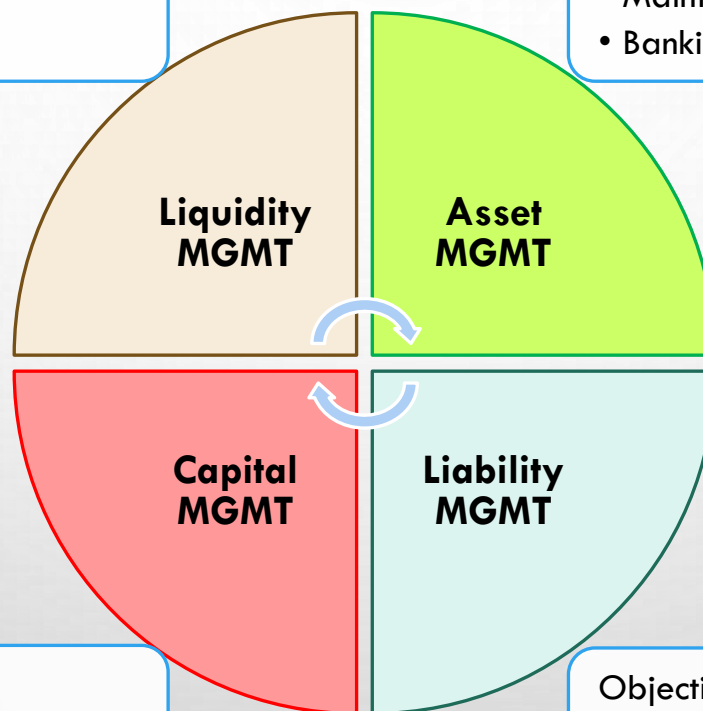 • Banki
Liquidity
MGMT
Asset
MGMT
Capital
MGMT
Liability
MGMT
Objecti